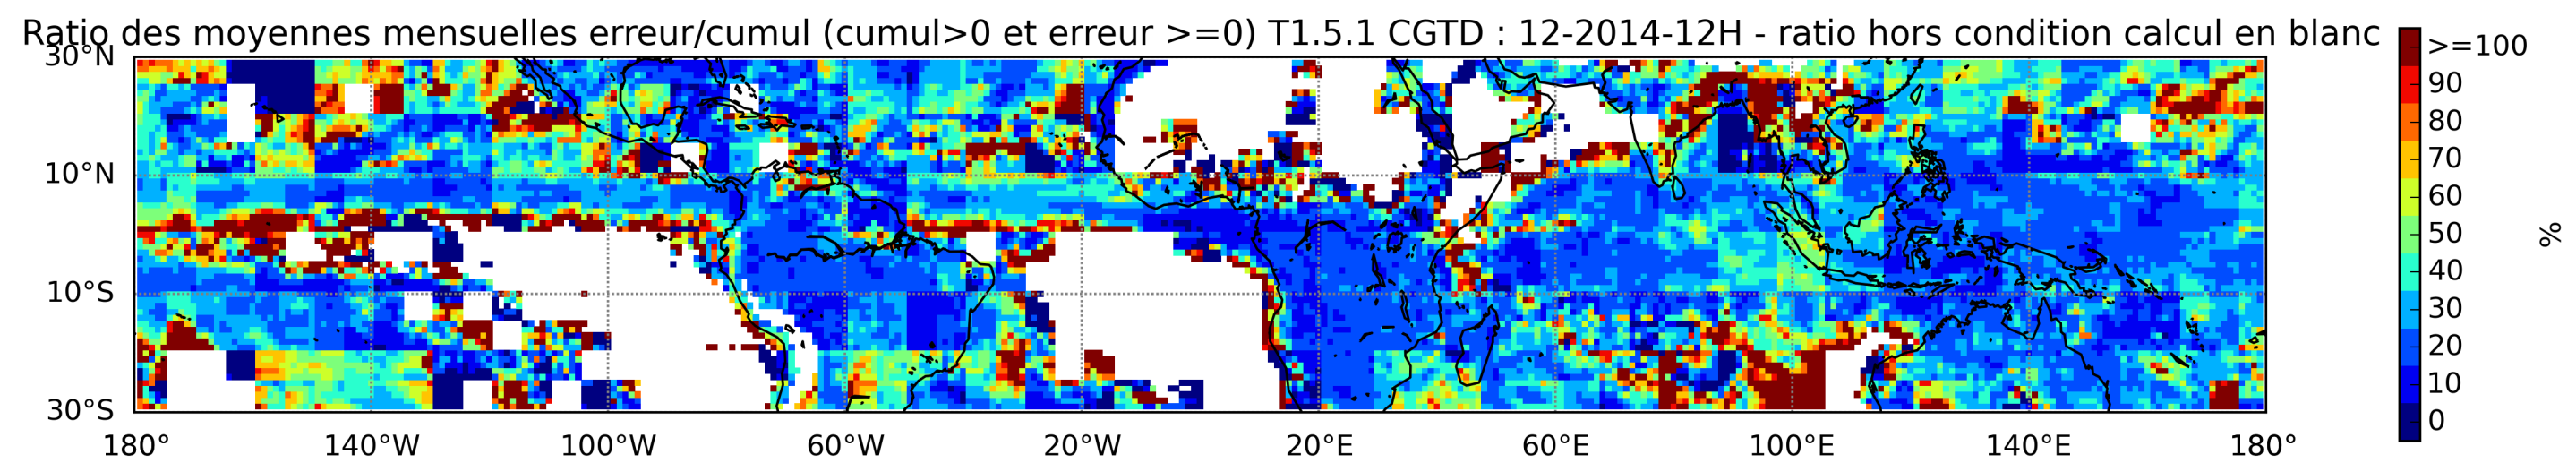 Ratio des moyennes mensuelles erreur/cumul (cumul>0 et erreur >=0) T1.5.1 CGTD : 12-2014-12H - ratio hors condition calcul en blanc
30°N
10°N
10°S
30°S
180°
140°W
100°W
60°W
20°W
20°E
60°E
100°E
140°E
180°
>=100
90
80
70
60
50
40
30
20
10
0
%